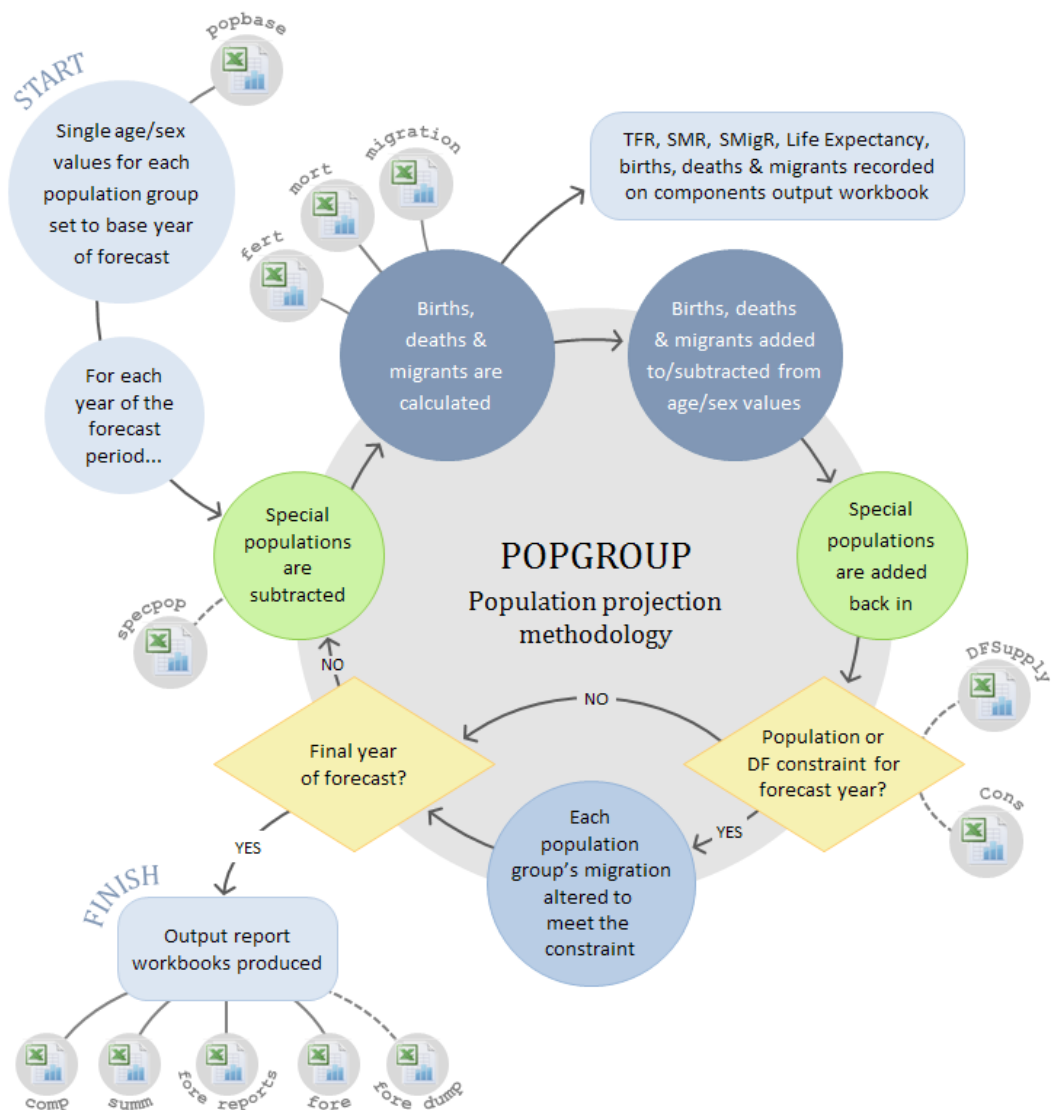 START
popbase
Single age/sex
values for each
population group
set to base year
of forecast
For each
year of the
forecast
period...
fert
mort
migration
TFR, SMR, SMigR, Life Expectancy,
births, deaths & migrants recorded
on components output workbook
Births,
deaths &
migrants are
calculated
Births, deaths
& migrants added
to/subtracted from
age/sex values
Special
populations
are
subtracted
specpop
POPGROUP
Population projection
methodology
Special
populations
are added
back in
DFSupply
Cons
Population or
DF constraint for
forecast year?
NO
YES
Each
population
group's migration
altered to
meet the
constraint
Final year
of forecast?
NO
YES
FINISH
Output report
workbooks produced
comp
summ
fore reports
fore
fore dump